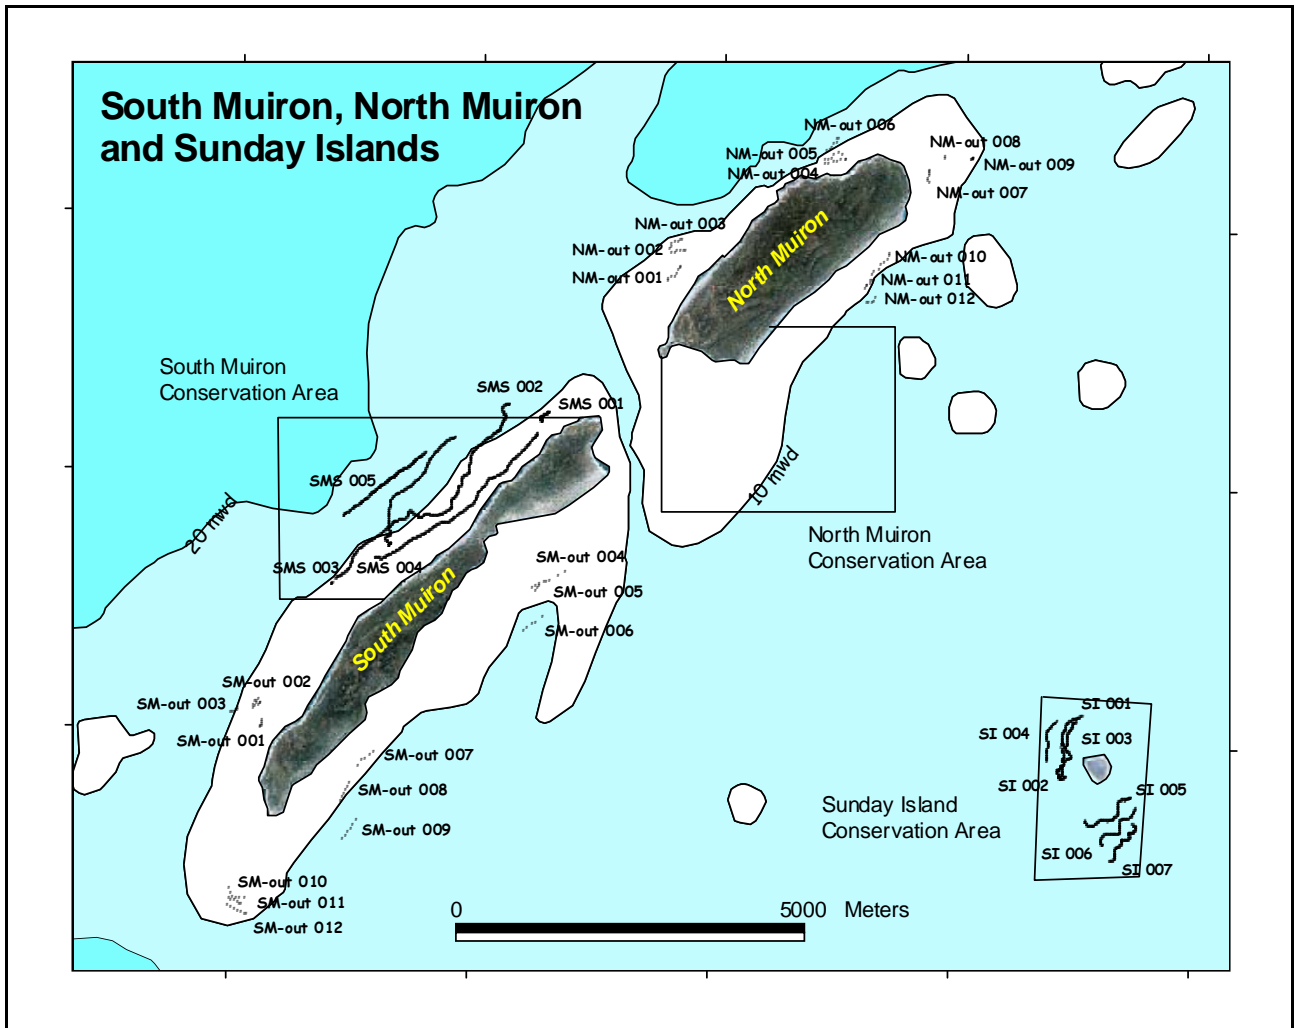 South Muiron, North Muiron
and Sunday Islands
NM-out 006
NM-out 005
NM-out 004
NM-out 008
NM-out 009
NM-out 007
NM-out 003
NM-out 002
NM-out 001
North Muiron
NM-out 010
NM-out 011
NM-out 012
South Muiron
Conservation Area
SMS 002
SMS 001
SMS 005
20 mwd
10 mwd
SMS 003
SMS 004
North Muiron
Conservation Area
SM-out 004
SM-out 005
SM-out 006
South Muiron
SM-out 002
SM-out 003
SM-out 001
SM-out 007
SM-out 008
SM-out 009
SI 001
SI 004
SI 003
SI 002
SI 005
SI 006
SI 007
Sunday Island
Conservation Area
SM-out 010
SM-out 011
SM-out 012
0 5000 Meters